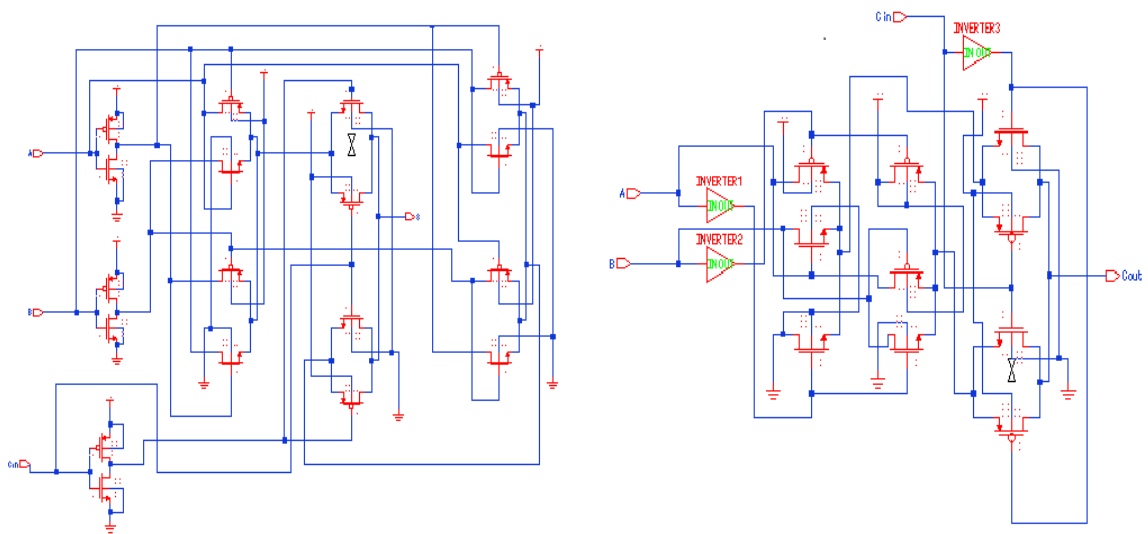 Cin
INVERTER3
IN OUT
A
INVERTER1
A
IN OUT
S
INVERTER2
B
IN OUT
Cout
B
Cin